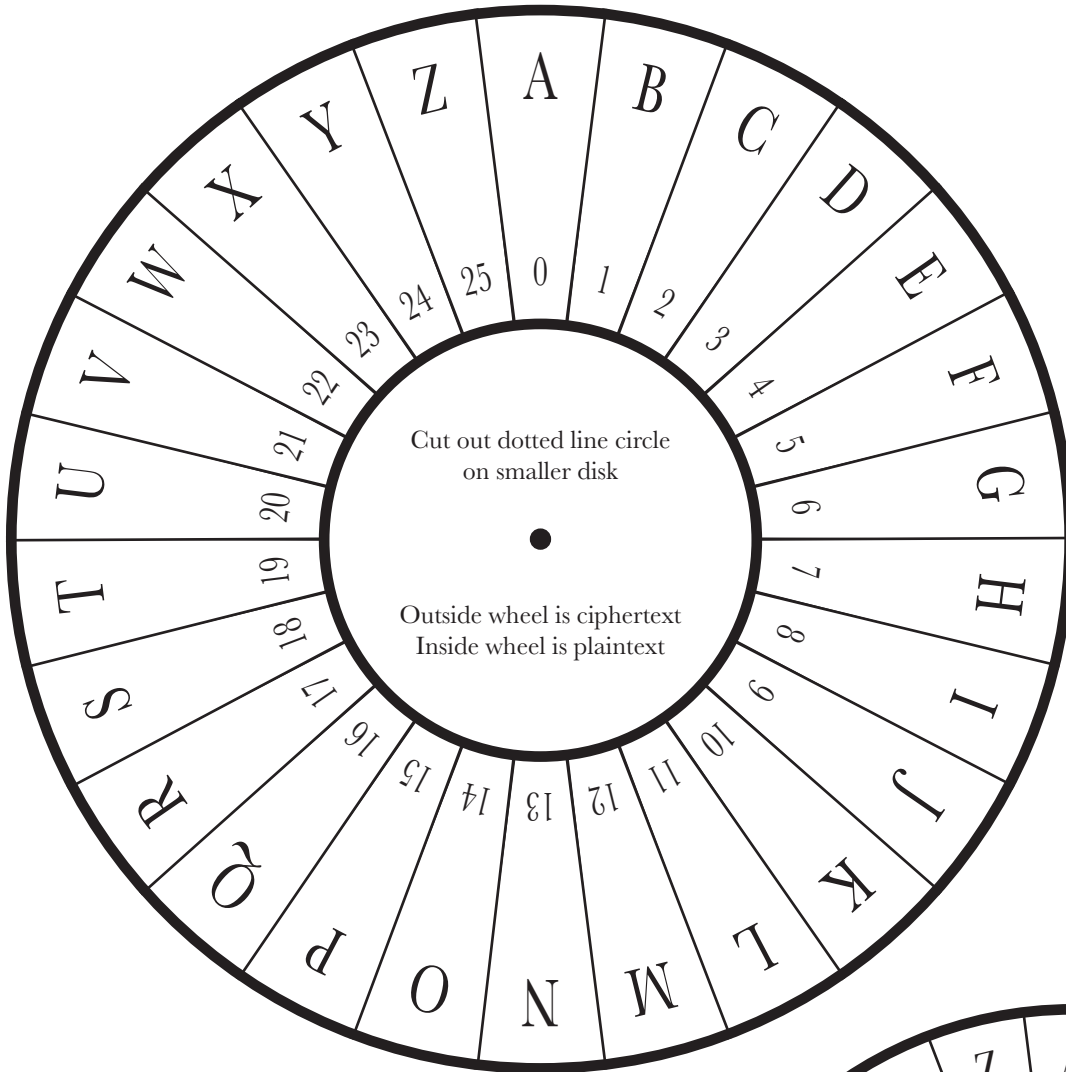 A
B
C
D
E
F
G
H
I
J
K
L
M
N
O
P
Q
R
S
T
U
V
W
X
Y
Z
0
1
2
3
4
5
6
7
8
9
10
11
12
13
14
15
16
17
18
19
20
21
22
23
24
25
Cut out dotted line circle
on smaller disk
Outside wheel is ciphertext
Inside wheel is plaintext
Z